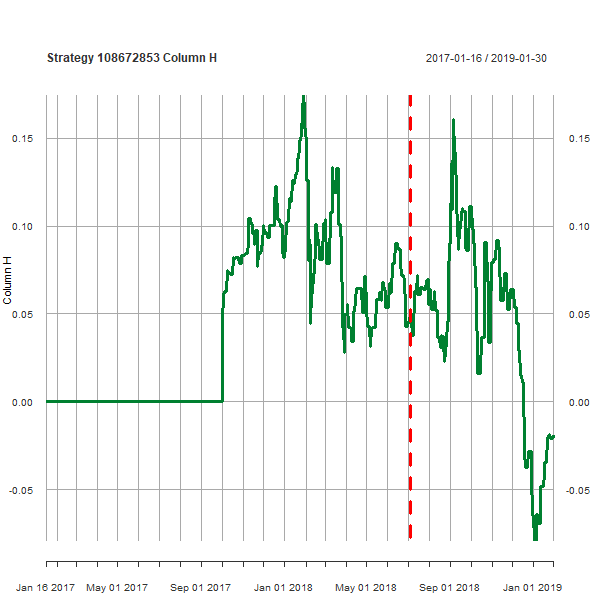 Strategy 108672853 Column H 2017-01-16 / 2019-01-30
0.15 0.15
0.10 0.10
0.05 0.05
0.00 0.00
-0.05 -0.05
Column H
Jan 16 2017 May 01 2017 Sep 01 2017 Jan 01 2018 May 01 2018 Sep 01 2018 Jan 01 2019